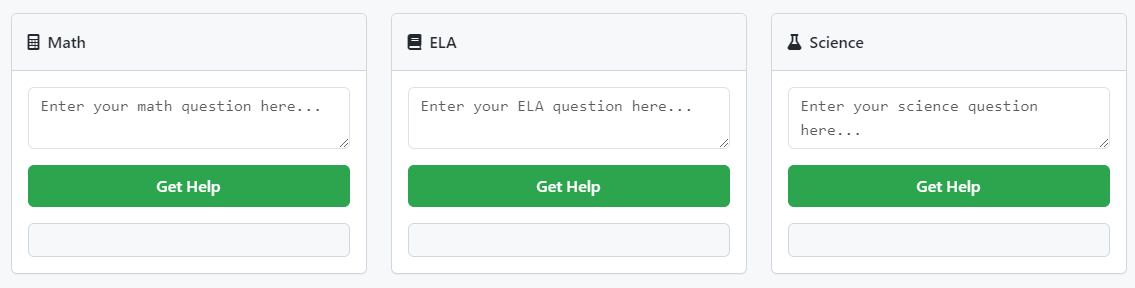 Math
Enter your math question here...
Get Help
ELA
Enter your ELA question here...
Get Help
Science
Enter your science question
here...
Get Help